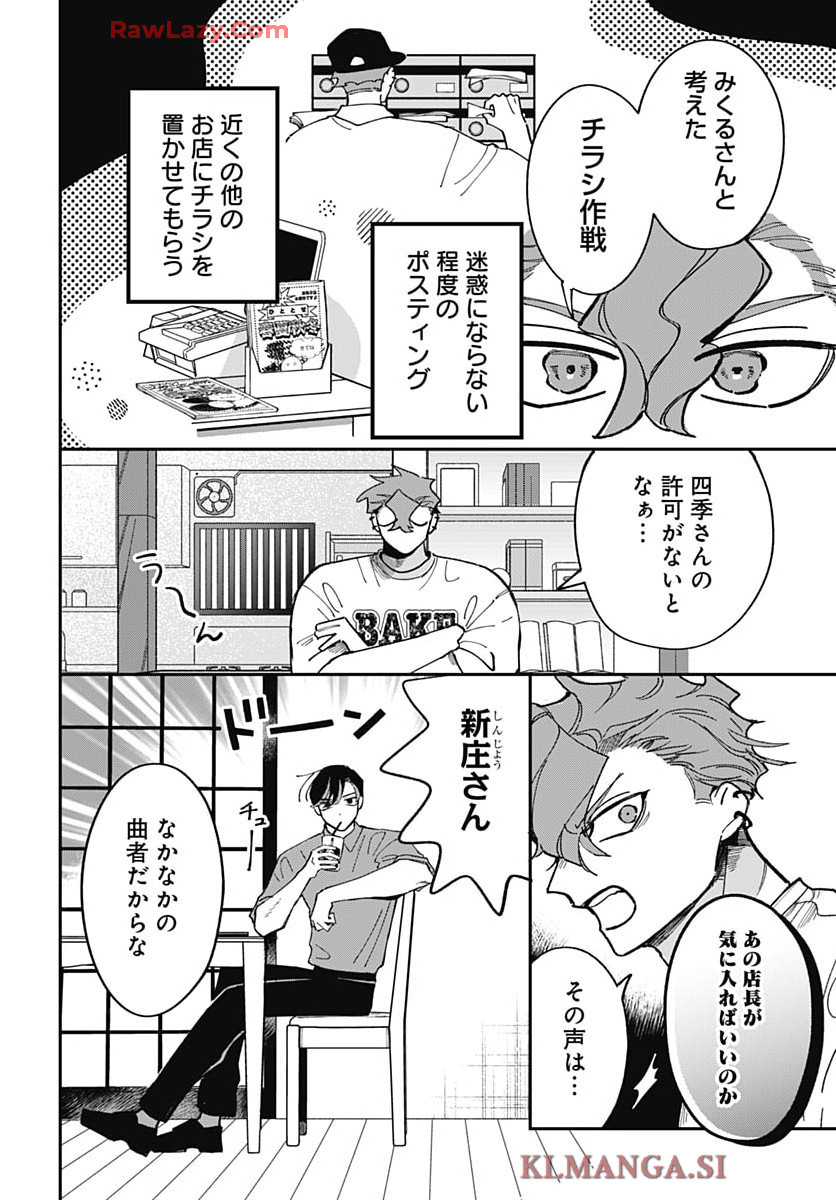 RawLazy.Com
みくるさんと
考えた
チラシ作戦
迷惑にならない
程度の
ポスティング
近くの他の
お店にチラシを
置かせてもらう
ひととせ
四季さんの
許可がないと
なぁ…
う〜ん
BAKE
あの店長が
気に入ればいいのか
その声は…
新庄さん
しんじょう
ドーン
チュー
なかなかの
曲者だからな
KLMANGA.SI